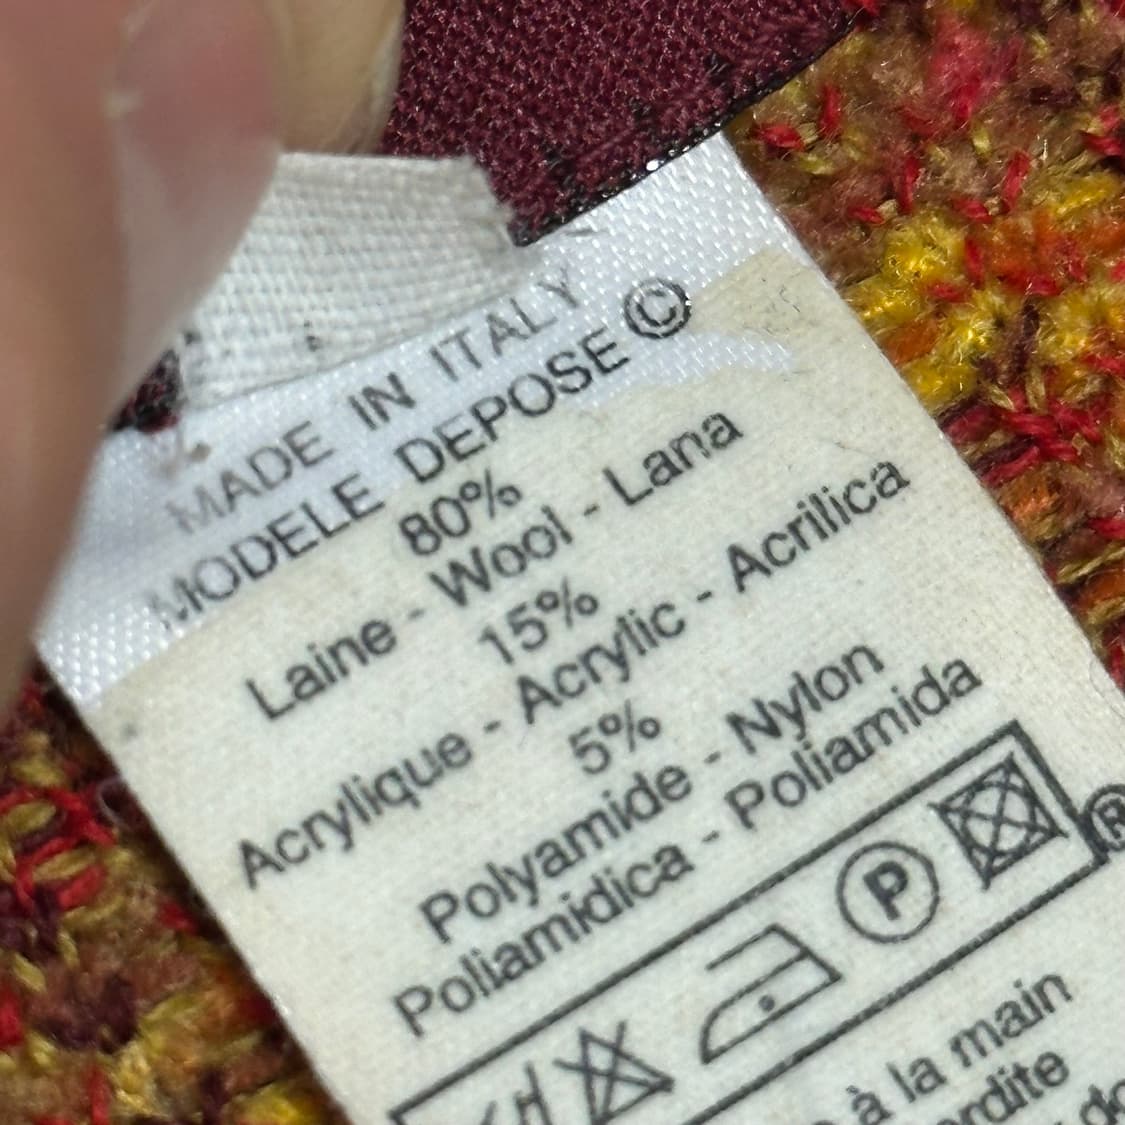 MADE IN ITALY
MODELE DEPOSE ©
80%
Laine - Wool - Lana
15%
Acrylique - Acrylic - Acrilica
5%
Polyamide - Nylon
Poliamidica - Poliamida
P
®
à la main